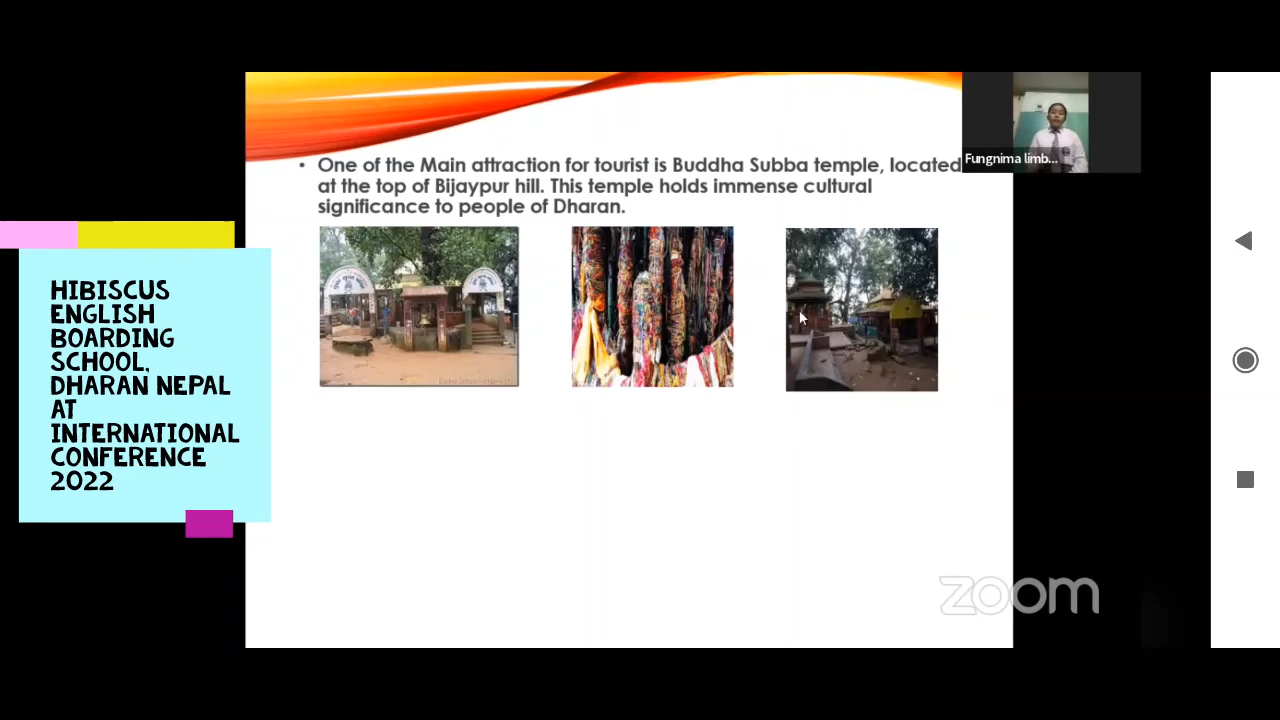 • One of the Main attraction for tourist is Buddha Subba temple, located
at the top of Bijaypur hill. This temple holds immense cultural
significance to people of Dharan.
Fungnima limb...
HIBISCUS
ENGLISH
BOARDING
SCHOOL,
DHARAN NEPAL
AT
INTERNATIONAL
CONFERENCE
2022
zoom